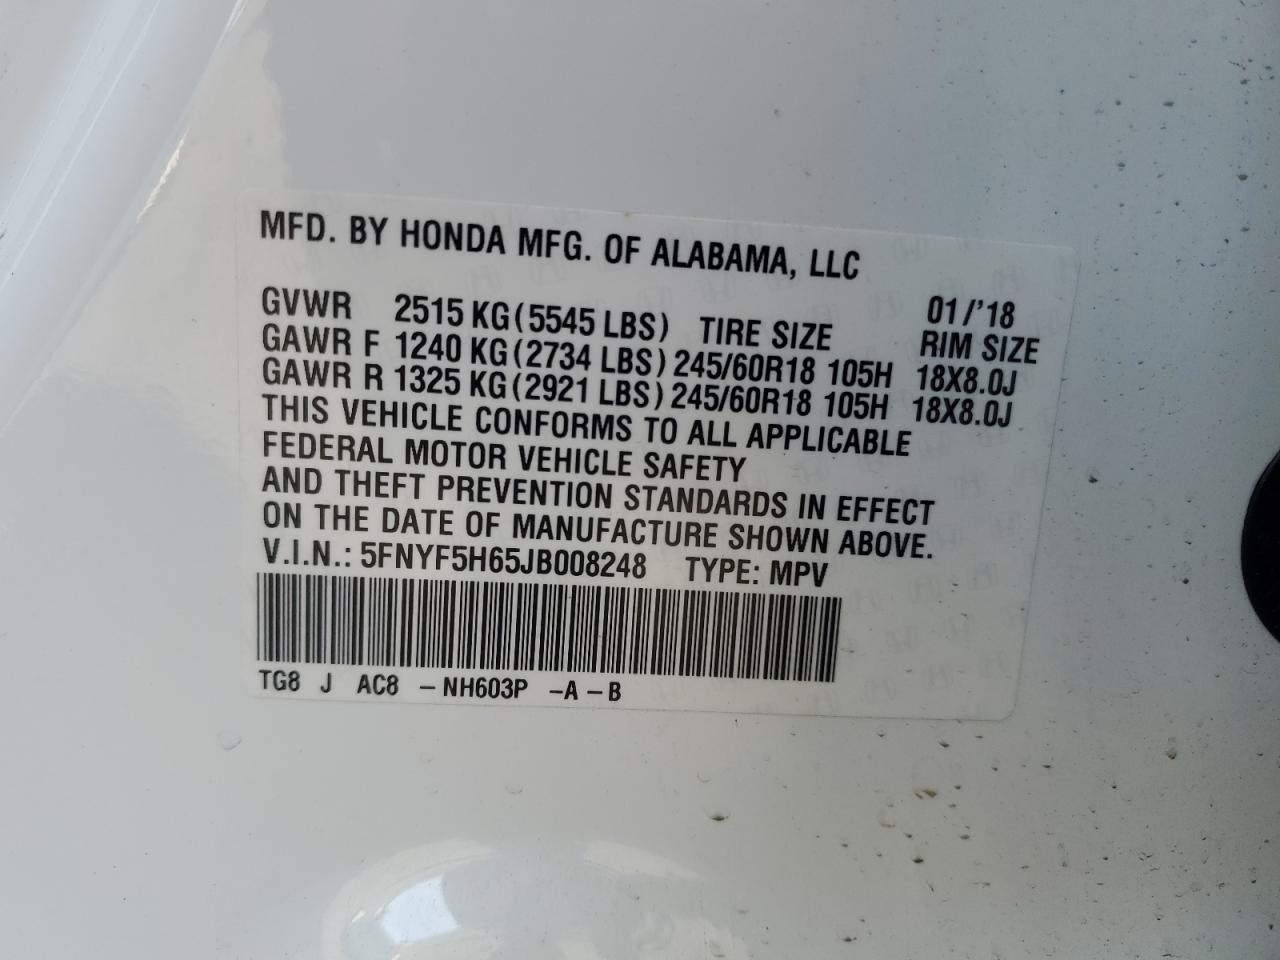 MFD. BY HONDA MFG. OF ALABAMA, LLC
01/'18
GVWR 2515 KG (5545 LBS) TIRE SIZE RIM SIZE
GAWR F 1240 KG (2734 LBS) 245/60R18 105H 18X8.0J
GAWR R 1325 KG (2921 LBS) 245/60R18 105H 18X8.0J
THIS VEHICLE CONFORMS TO ALL APPLICABLE
FEDERAL MOTOR VEHICLE SAFETY
AND THEFT PREVENTION STANDARDS IN EFFECT
ON THE DATE OF MANUFACTURE SHOWN ABOVE.
V.I.N.: 5FNYF5H65JB008248 TYPE: MPV
TG8 J AC8 – NH603P –A – B